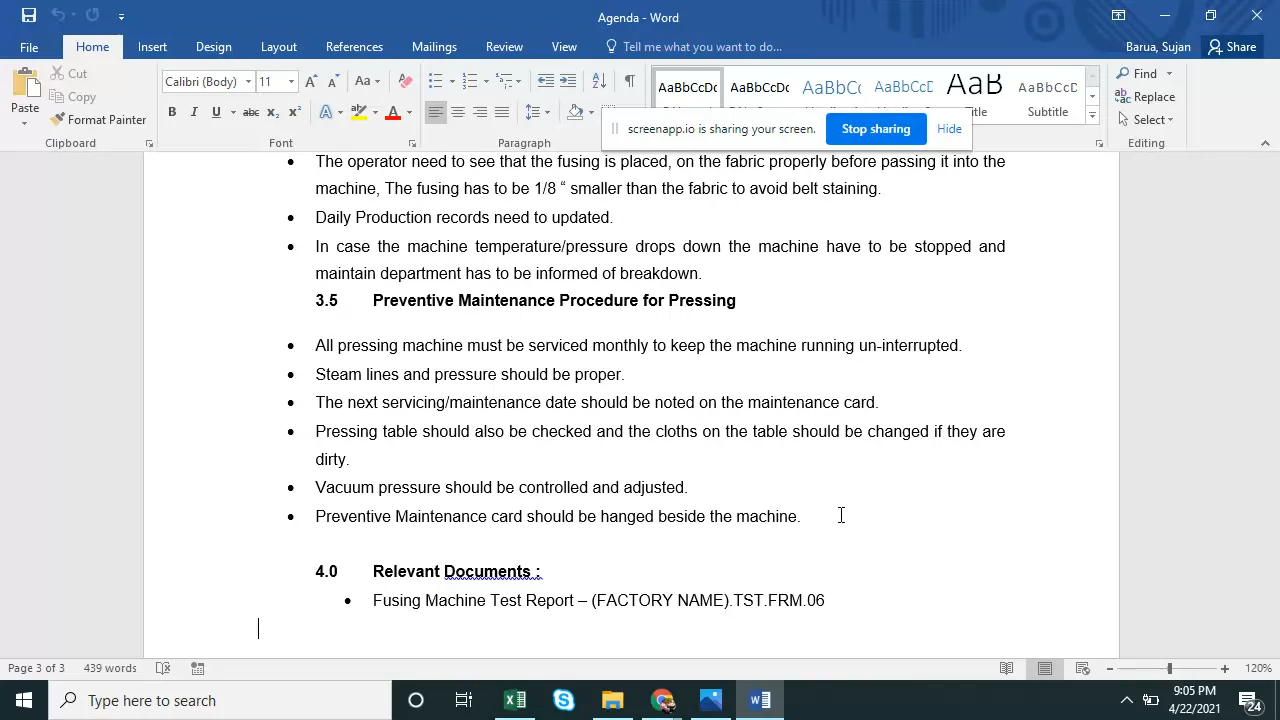 Agenda - Word
Barua, Sujan
Share
File
Home
Insert
Design
Layout
References
Mailings
Review
View
Tell me what you want to do...
Paste
Cut
Copy
Format Painter
Clipboard
Calibri (Body)
11
Font
Paragraph
AaBbCcDc
AaBbCcDc
AaBbCc
AaBbCcD
AaB
AaBbCcD
Title
Subtitle
Find
Replace
Select
Editing
screenapp.io is sharing your screen.
Stop sharing
Hide
• The operator need to see that the fusing is placed, on the fabric properly before passing it into the
machine, The fusing has to be 1/8 “ smaller than the fabric to avoid belt staining.
• Daily Production records need to updated.
• In case the machine temperature/pressure drops down the machine have to be stopped and
maintain department has to be informed of breakdown.
3.5 Preventive Maintenance Procedure for Pressing
• All pressing machine must be serviced monthly to keep the machine running un-interrupted.
• Steam lines and pressure should be proper.
• The next servicing/maintenance date should be noted on the maintenance card.
• Pressing table should also be checked and the cloths on the table should be changed if they are
dirty.
• Vacuum pressure should be controlled and adjusted.
• Preventive Maintenance card should be hanged beside the machine.
4.0 Relevant Documents :
• Fusing Machine Test Report – (FACTORY NAME).TST.FRM.06
Page 3 of 3
439 words
120%
Type here to search
9:05 PM
4/22/2021
24